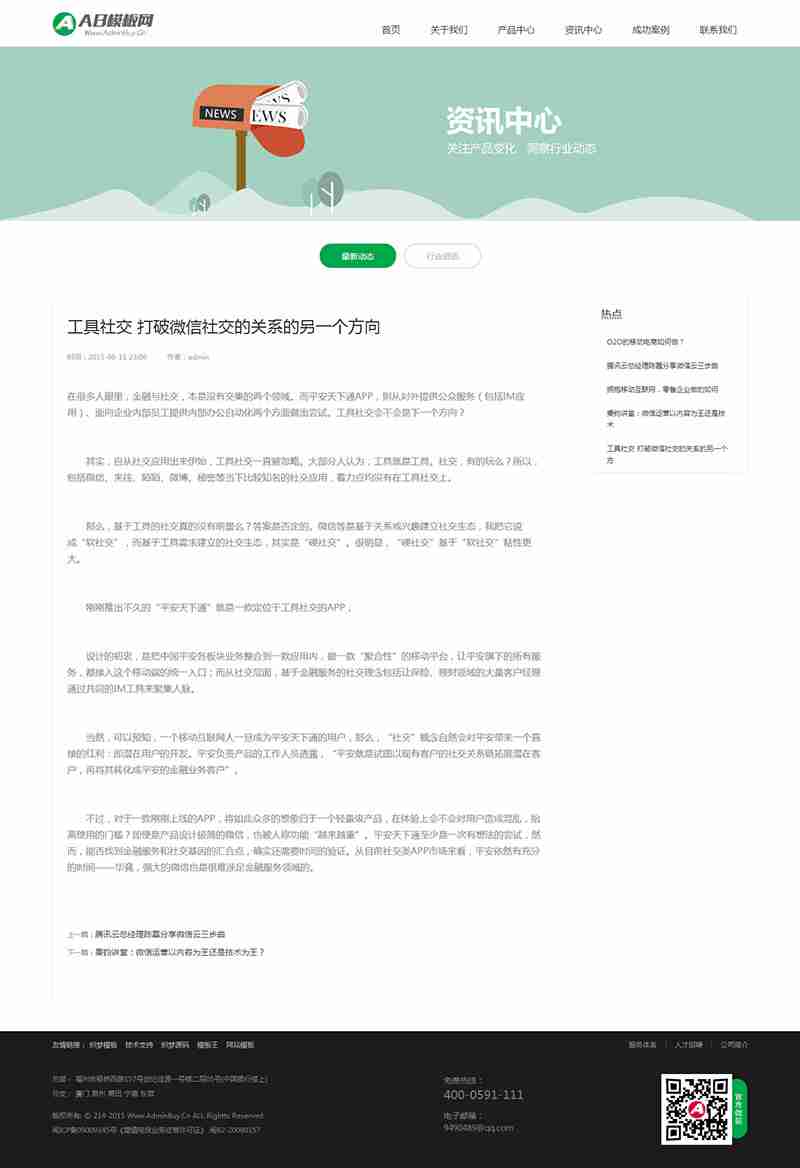 AB模板网
Www.AdminBuy.Cn
首页 关于我们 产品中心 资讯中心 成功案例 联系我们
NEWS
NEWS
资讯中心
关注产品变化 洞察行业动态
最新动态 行业资讯
工具社交 打破微信社交的关系的另一个方向
时间:2015-06-11 23:06 作者:admin
在很多人眼里,金融与社交,本是没有交集的两个领域。而平安天下通APP,则从对外提供公众服务(包括IM应
用)、面向企业内部员工提供内部办公自动化两个方面做出尝试。工具社交会不会是下一个方向?
其实,自从社交应用出来伊始,工具社交一直被忽略。大部分人认为,工具就是工具。社交,有的玩么?所以,
包括微信、来往、陌陌、微博、秘密等当下比较知名的社交应用,着力点均没有在工具社交上。
那么,基于工具的社交真的没有前景么?答案是否定的。微信等是基于关系或兴趣建立社交生态,我把它说
成“软社交”,而基于工具需求建立的社交生态,其实是“硬社交”。很明显,“硬社交”基于“软社交”粘性更
大。
刚刚推出不久的“平安天下通”就是一款定位于工具社交的APP。
设计的初衷,是把中国平安各板块业务整合到一款应用内,做一款“聚合性”的移动平台,让平安旗下的所有服
务,都接入这个移动端的统一入口;而从社交层面,基于金融服务的社交理念包括让保险、理财领域的大量客户经理
通过共同的IM工具来聚集人脉。
当然,可以预知,一个移动互联网人一旦成为平安天下通的用户,那么,“社交”概念自然会对平安带来一个直
接的红利:即潜在用户的开发。平安负责产品的工作人员透露,“平安就是试图以现有客户的社交关系链拓展潜在客
户,再将其转化成平安的金融业务客户”。
不过,对于一款刚刚上线的APP,将如此众多的想象归于一个轻量级产品,在体验上会不会对用户造成混乱,抬
高使用的门槛?即便是产品设计极简的微信,也被人称功能“越来越重”。平安天下通至少是一次有想法的尝试,然
而,能否找到金融服务和社交基因的汇合点,确实还需要时间的验证。从目前社交类APP市场来看,平安依然有充分
的时间——毕竟,强大的微信也是很难涉足金融服务领域的。
上一篇:腾讯云总经理陈磊分享微信云三步曲
下一篇:秦钧讲堂:微信运营以内容为王还是技术为王?
热点
O2O的移动电商如何做?
腾讯云总经理陈磊分享微信云三步曲
拥抱移动互联网,零售企业做的如何
秦钧讲堂:微信运营以内容为王还是技
术
工具社交 打破微信社交的关系的另一个
方
友情链接: 织梦模板 技术支持 织梦源码 模板王 网站模板
服务体系 | 人才招聘 | 公司简介
分支: 厦门 泉州 莆田 宁德 东莞
版权所有: © 214-2015 Www.AdminBuy.Cn ALL Rights Reserved
免费热线:
400-0591-111
电子邮箱:
9490489@qq.com
官方微信